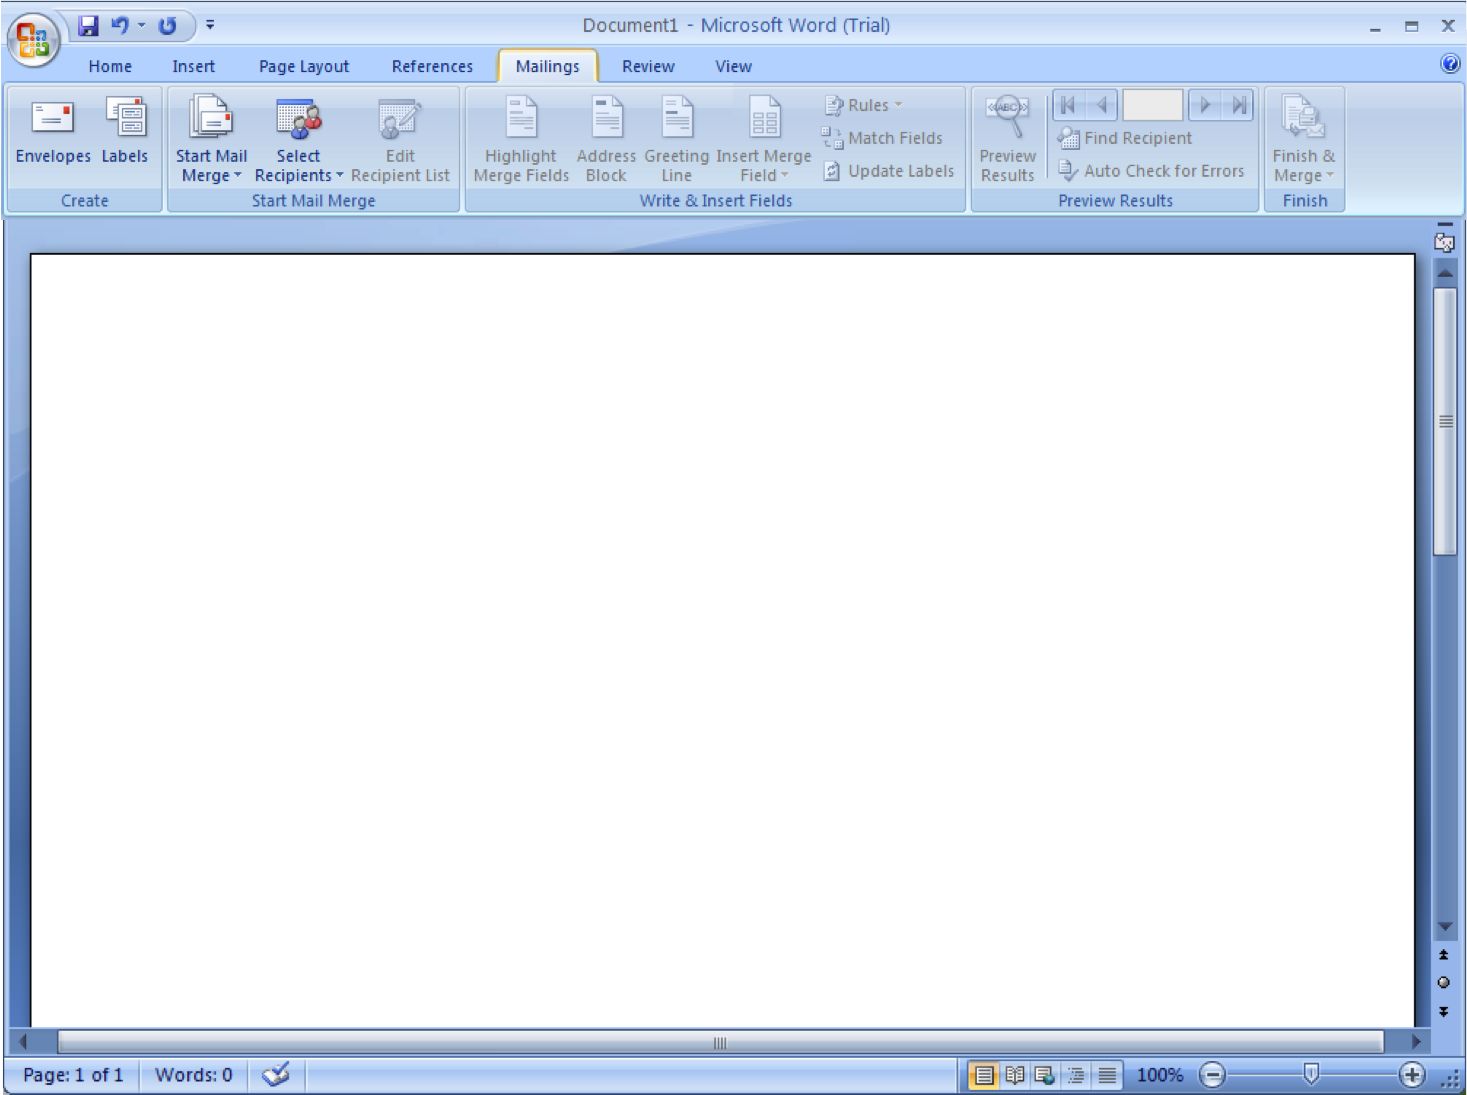 Document1 - Microsoft Word (Trial)
Home Insert Page Layout References Mailings Review View
Envelopes Labels
Create
Start Mail Merge
Select Recipients
Edit Recipient List
Start Mail Merge
Highlight Merge Fields
Address Block
Greeting Line
Insert Merge Field
Rules
Match Fields
Update Labels
Write & Insert Fields
«ABC»
Preview Results
Find Recipient
Auto Check for Errors
Preview Results
Finish & Merge
Finish
Page: 1 of 1 Words: 0 100%